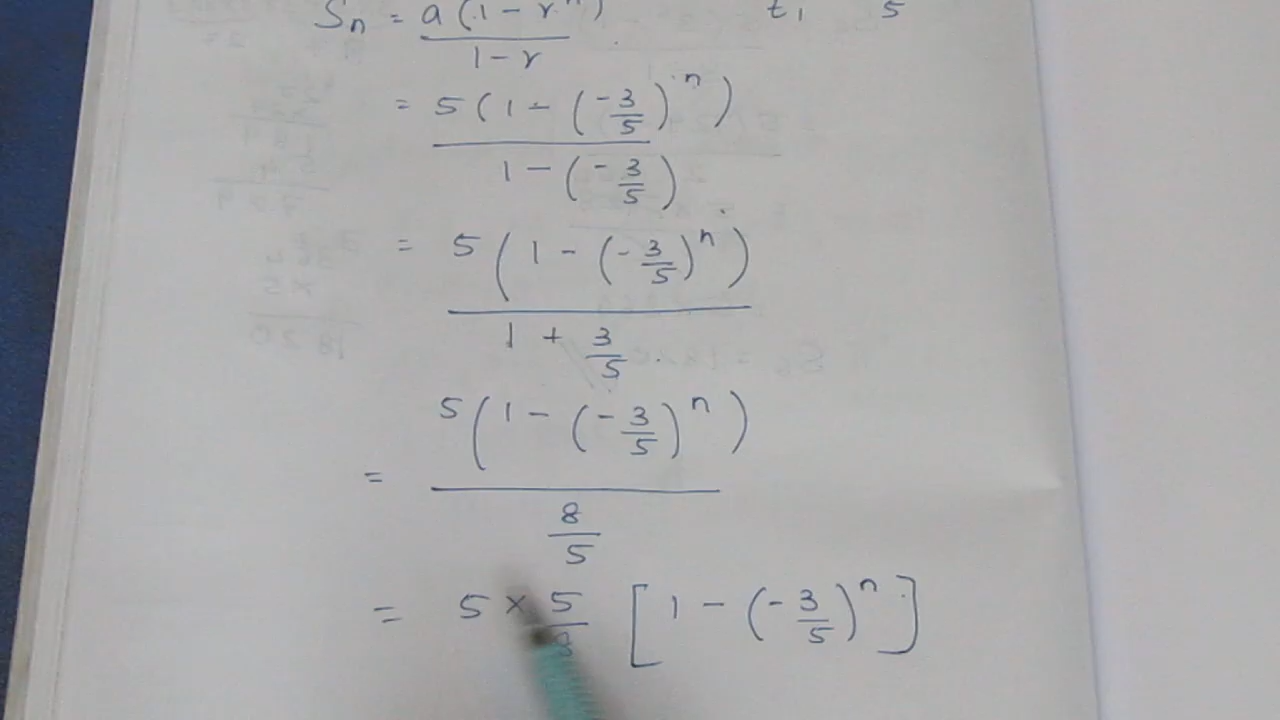 Sn = a(1 - r^n) / 1 - r t1 5
= 5(1 - (-3/5)^n) / 1 - (-3/5)
= 5(1 - (-3/5)^n) / 1 + 3/5
= 5(1 - (-3/5)^n) / 8/5
= 5 × 5/8 [1 - (-3/5)^n]